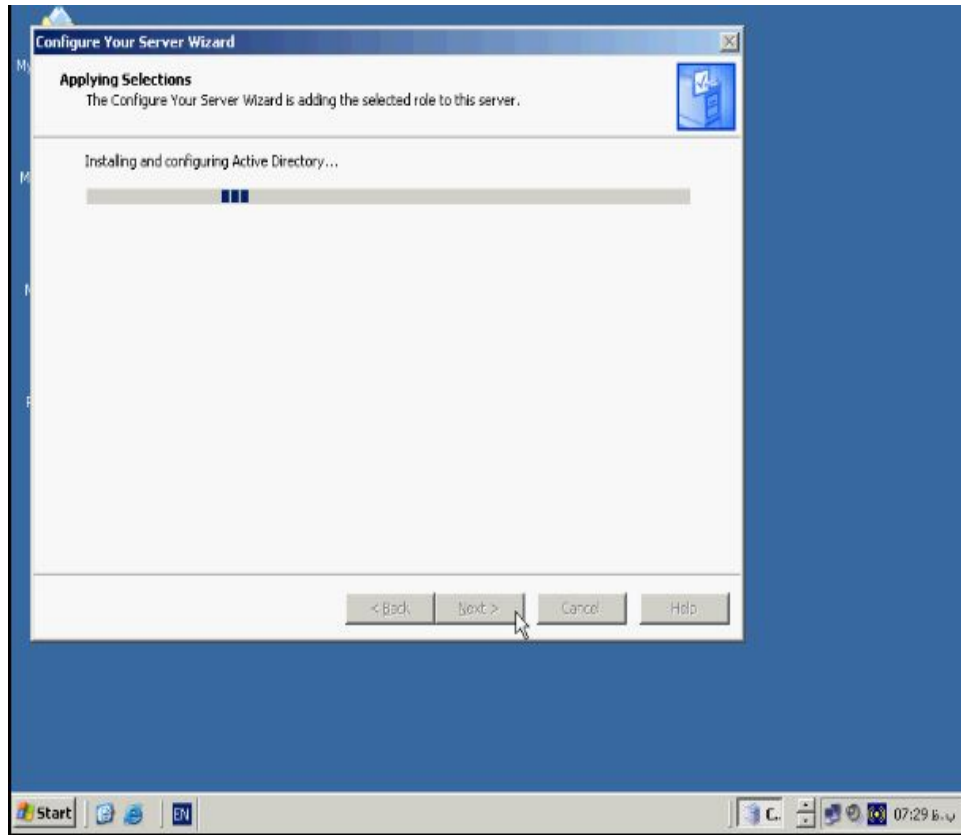 Configure Your Server Wizard
Applying Selections
The Configure Your Server Wizard is adding the selected role to this server.
Installing and configuring Active Directory...
< Back
Next >
Cancel
Help
Start
EN
C..
07:29